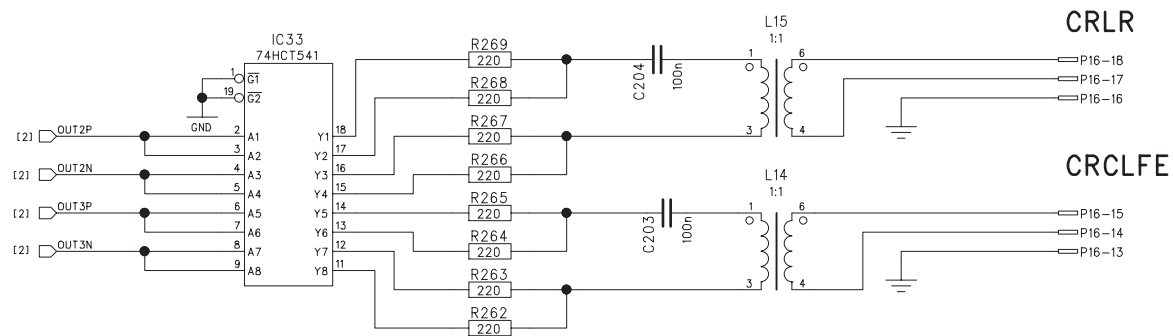 CRLR
L15
1:1
IC33
74HCT541
R269
220
1
6
P16-18
C204
100n
P16-17
1
G1
R268
220
P16-16
19
G2
GND
R267
220
3
4
[2] OUT2P
2 A1
Y1 18
3 A2
Y2 17
R266
220
[2] OUT2N
4 A3
Y3 16
5 A4
Y4 15
CRCLFE
L14
1:1
R265
220
[2] OUT3P
6 A5
Y5 14
1
6
P16-15
C203
100n
7 A6
Y6 13
R264
220
P16-14
[2] OUT3N
8 A7
Y7 12
P16-13
9 A8
Y8 11
R263
220
3
4
R262
220